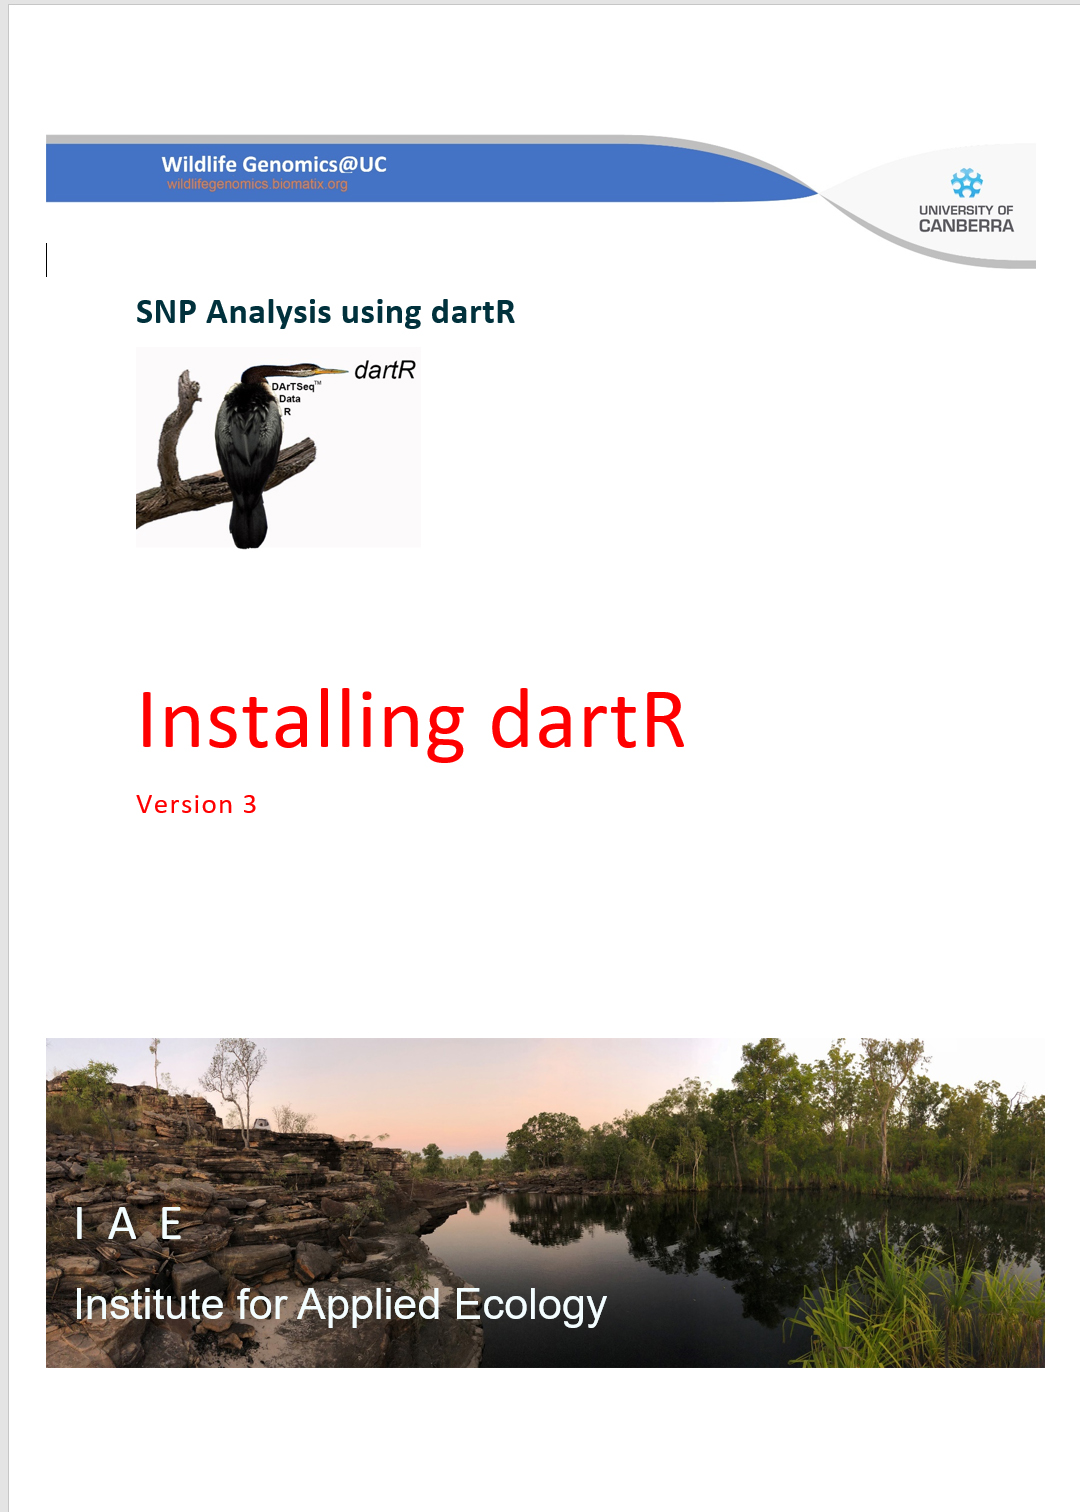 Wildlife Genomics@UC
wildlifegenomics.biomatix.org
UNIVERSITY OF
CANBERRA
SNP Analysis using dartR
dartR
DArTSeq™
Data
R
Installing dartR
Version 3
I A E
Institute for Applied Ecology